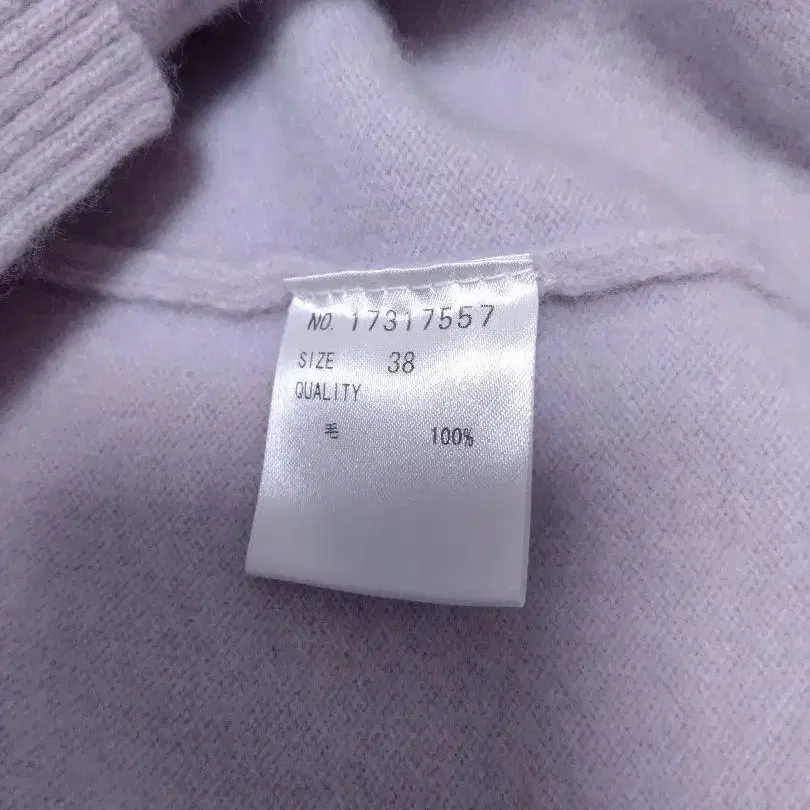 NO. 17317557
SIZE 38
QUALITY
毛 100%